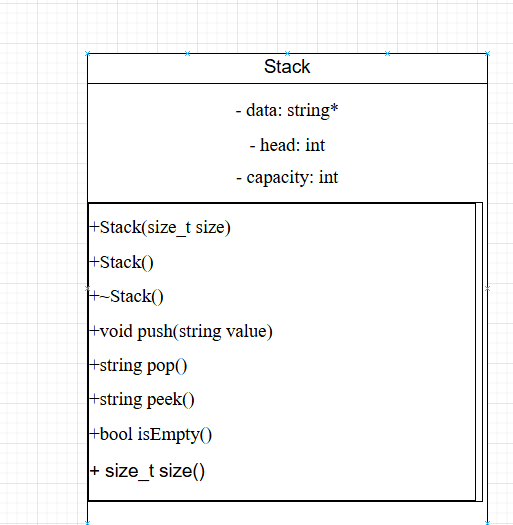 Stack
- data: string*
- head: int
- capacity: int
+Stack(size_t size)
+Stack()
+~Stack()
+void push(string value)
+string pop()
+string peek()
+bool isEmpty()
+ size_t size()